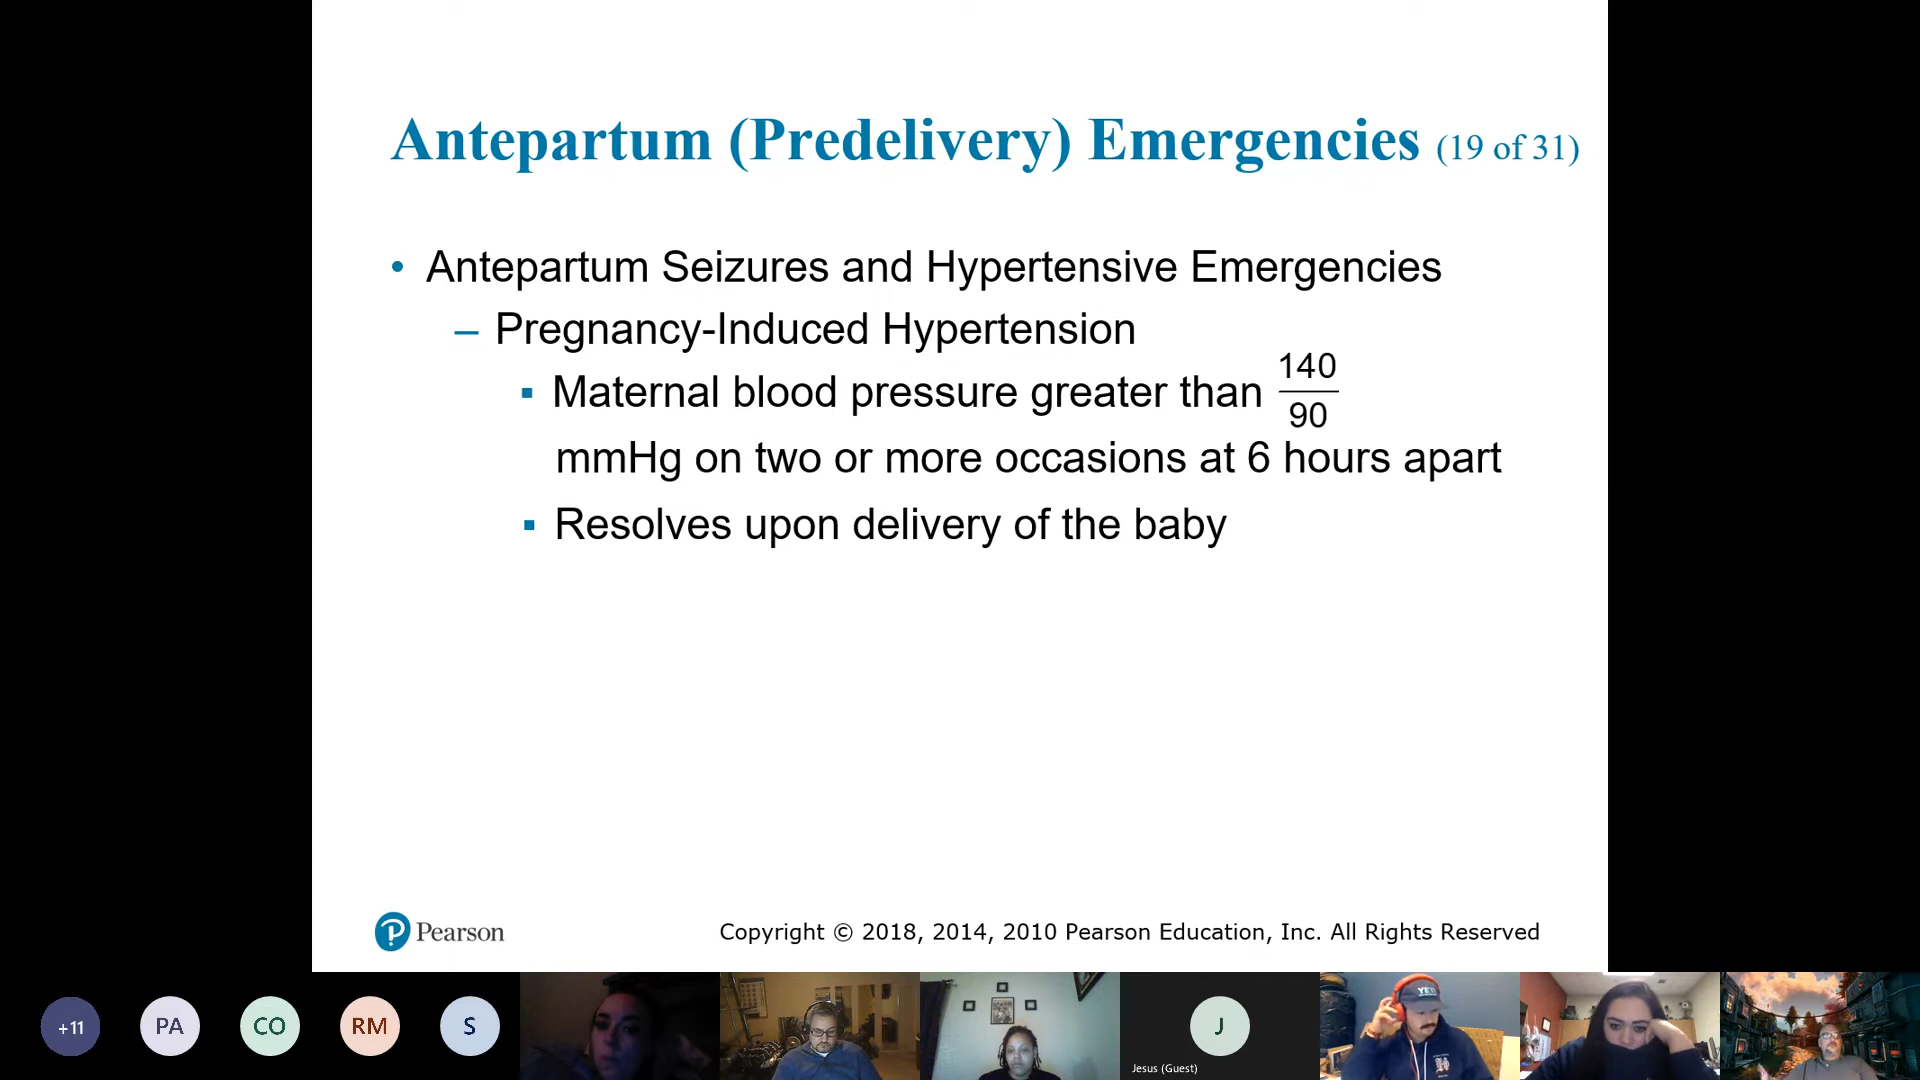 Antepartum (Predelivery) Emergencies (19 of 31)
• Antepartum Seizures and Hypertensive Emergencies
– Pregnancy-Induced Hypertension
▪ Maternal blood pressure greater than 140/90
mmHg on two or more occasions at 6 hours apart
▪ Resolves upon delivery of the baby
Pearson
Copyright © 2018, 2014, 2010 Pearson Education, Inc. All Rights Reserved
+11
PA
CO
RM
S
J
Jesus (Guest)
YETI